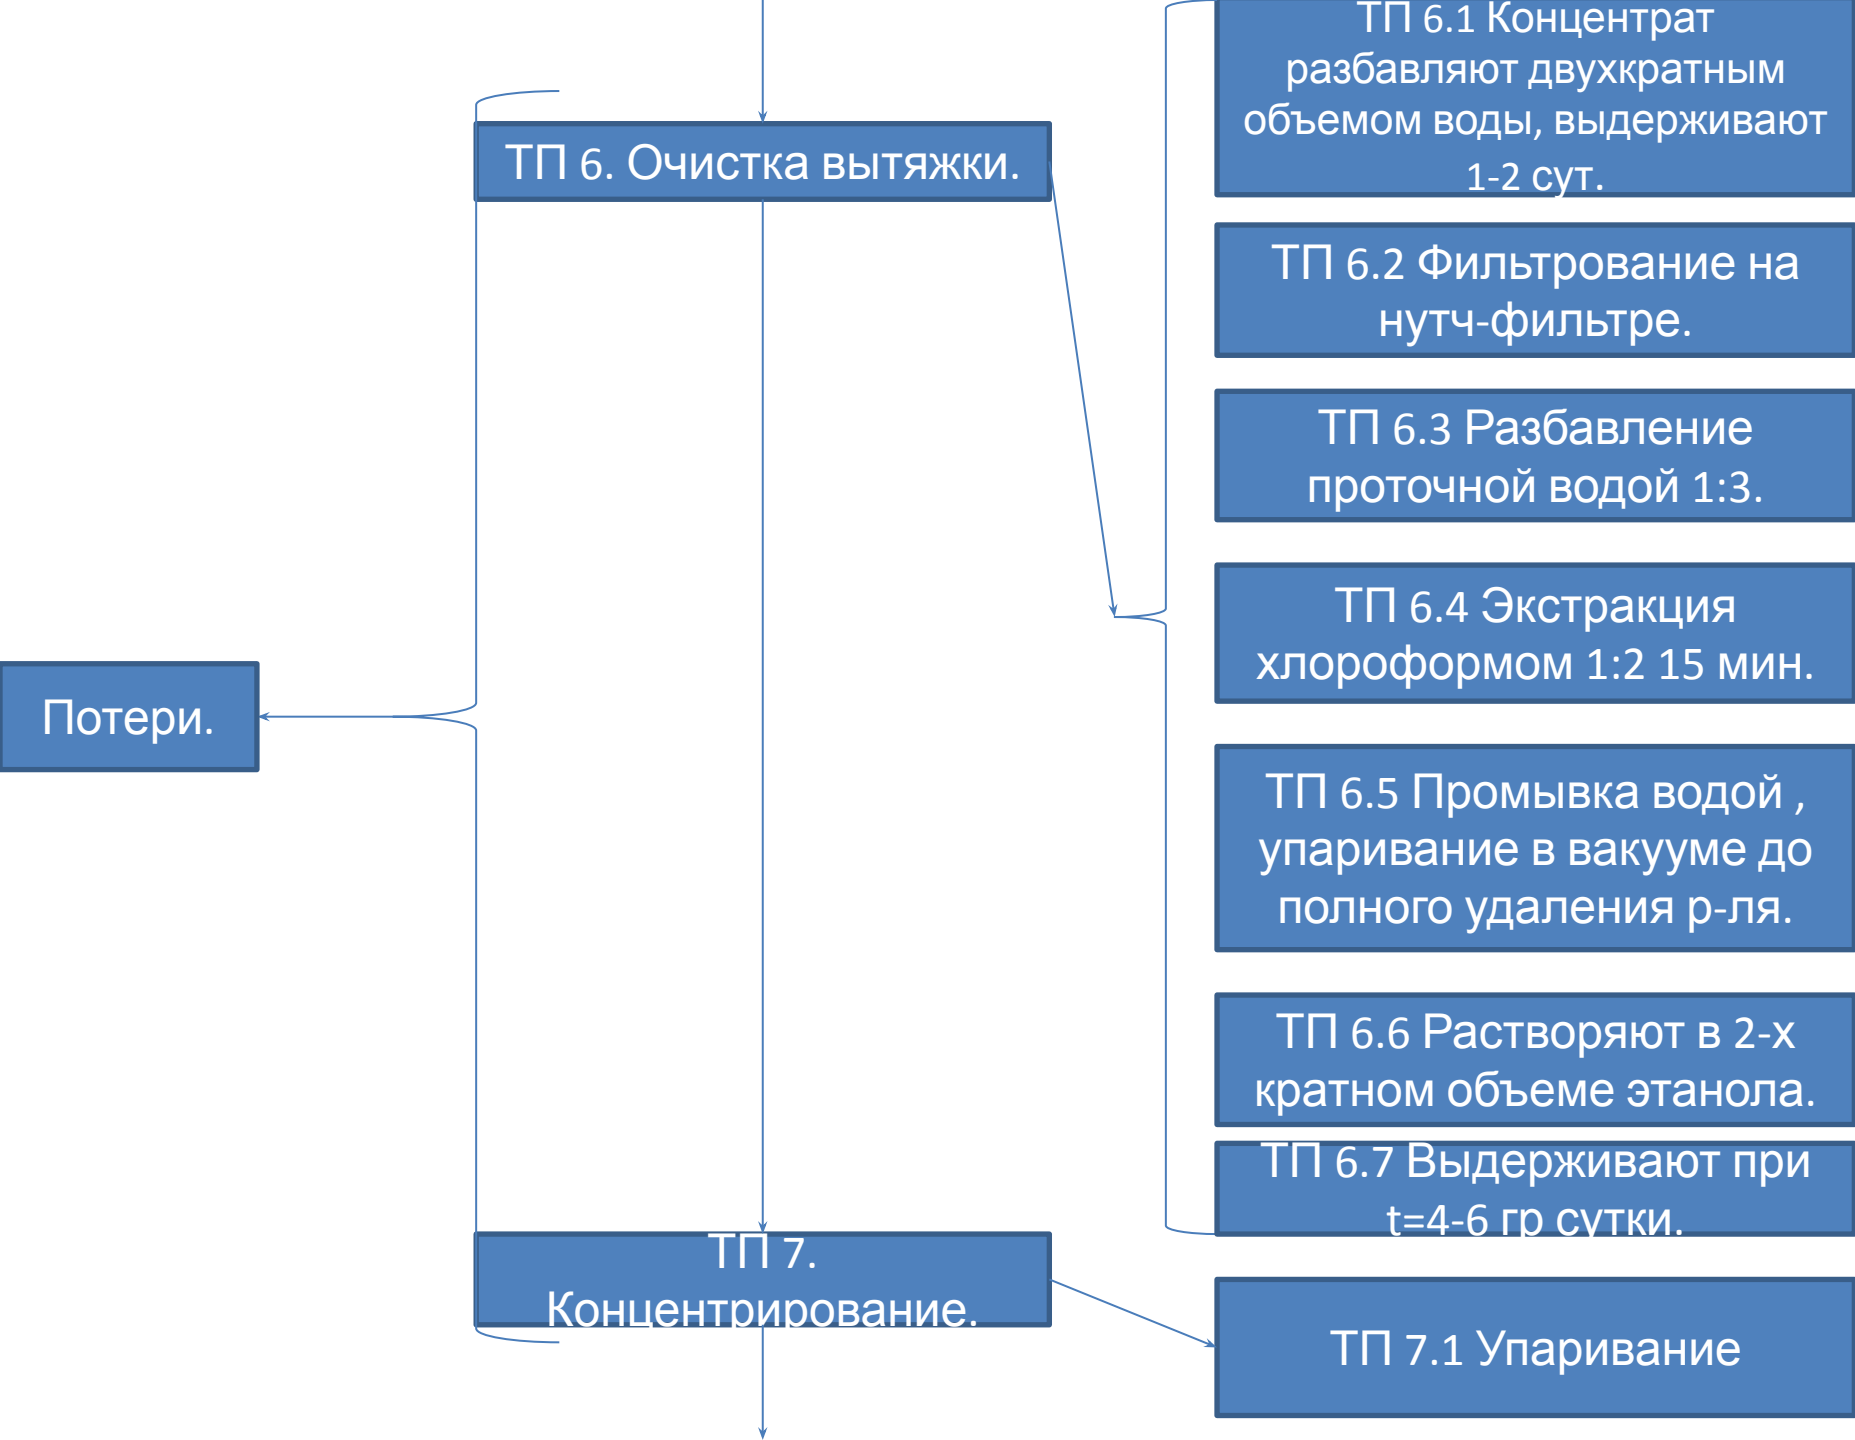 ТП 6.1 Концентрат
разбавляют двухкратным
объемом воды, выдерживают
1-2 сут.
ТП 6. Очистка вытяжки.
ТП 6.2 Фильтрование на
нутч-фильтре.
ТП 6.3 Разбавление
проточной водой 1:3.
ТП 6.4 Экстракция
хлороформом 1:2 15 мин.
Потери.
ТП 6.5 Промывка водой ,
упаривание в вакууме до
полного удаления р-ля.
ТП 6.6 Растворяют в 2-х
кратном объеме этанола.
ТП 6.7 Выдерживают при
t=4-6 гр сутки.
ТП 7.
Концентрирование.
ТП 7.1 Упаривание